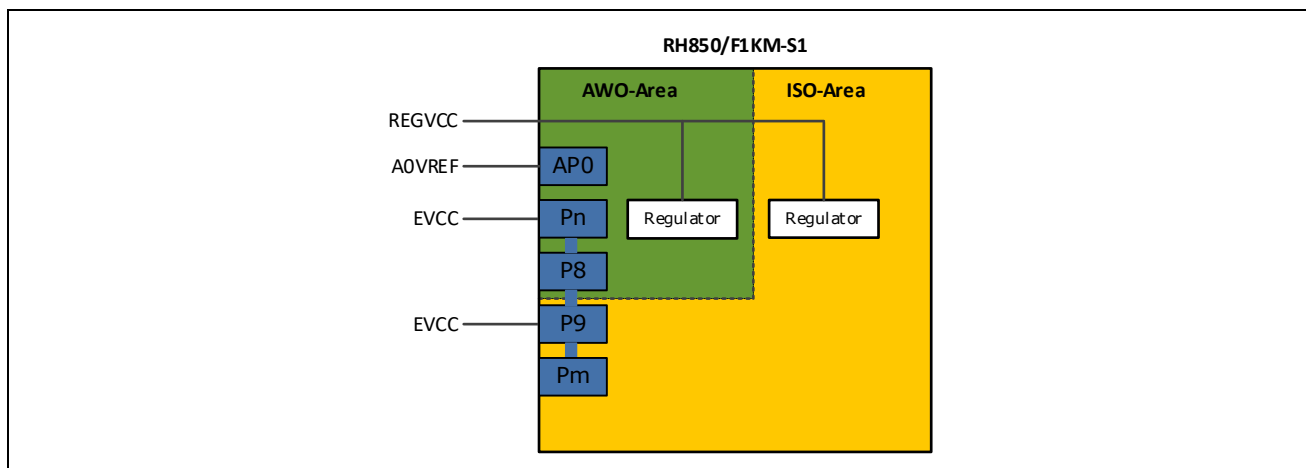 RH850/F1KM-S1
AWO-Area
ISO-Area
REGVCC
A0VREF
AP0
EVCC
Pn
Regulator
Regulator
P8
EVCC
P9
Pm